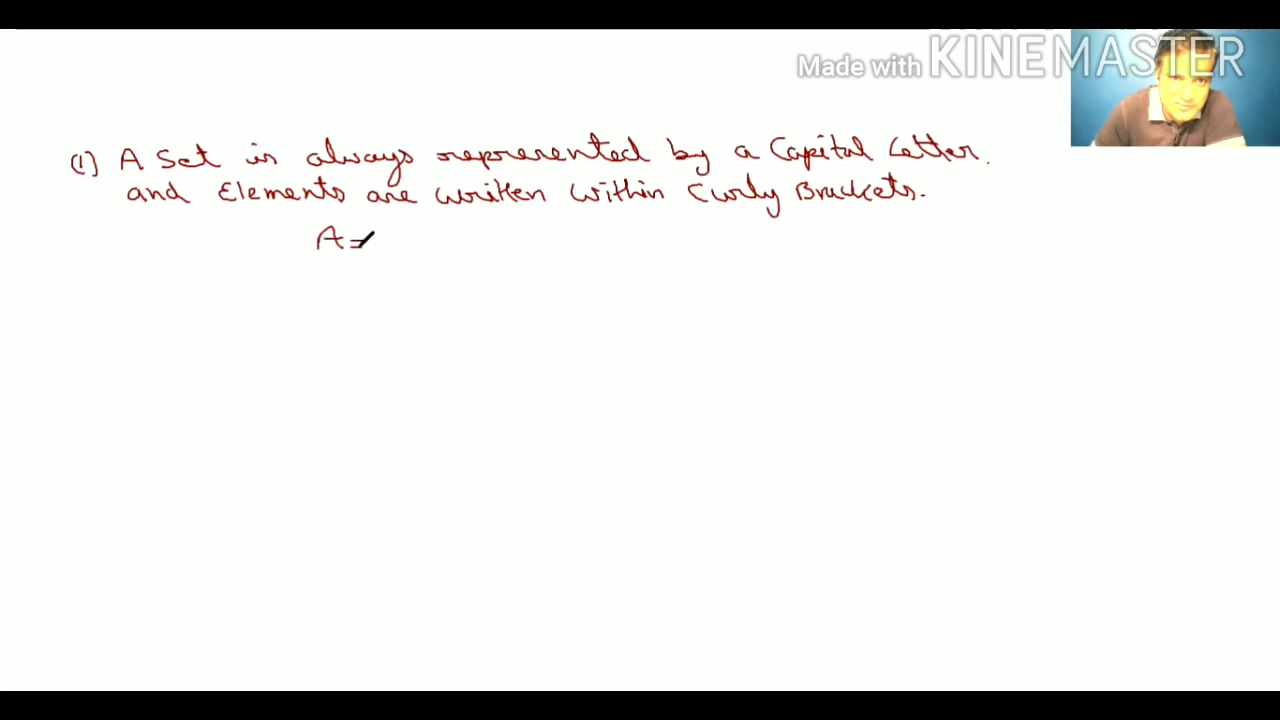 Made with KINEMASTER
(1) A Set is always represented by a Capital Letter.
and Elements are written within Curly Brackets.
A=